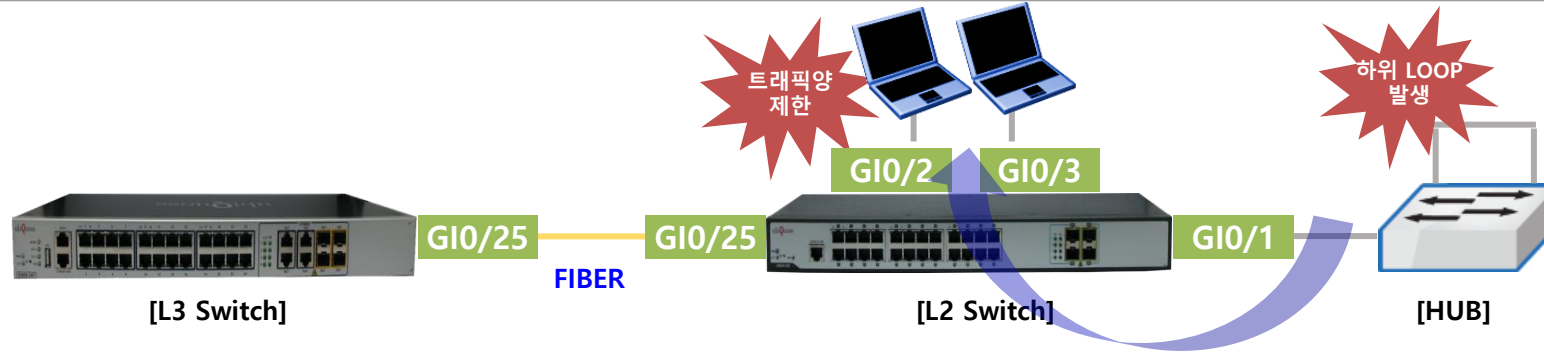 트래픽양
제한
하위 LOOP
발생
GI0/2
GI0/3
GI0/25
GI0/25
GI0/1
FIBER
[L3 Switch]
[L2 Switch]
[HUB]